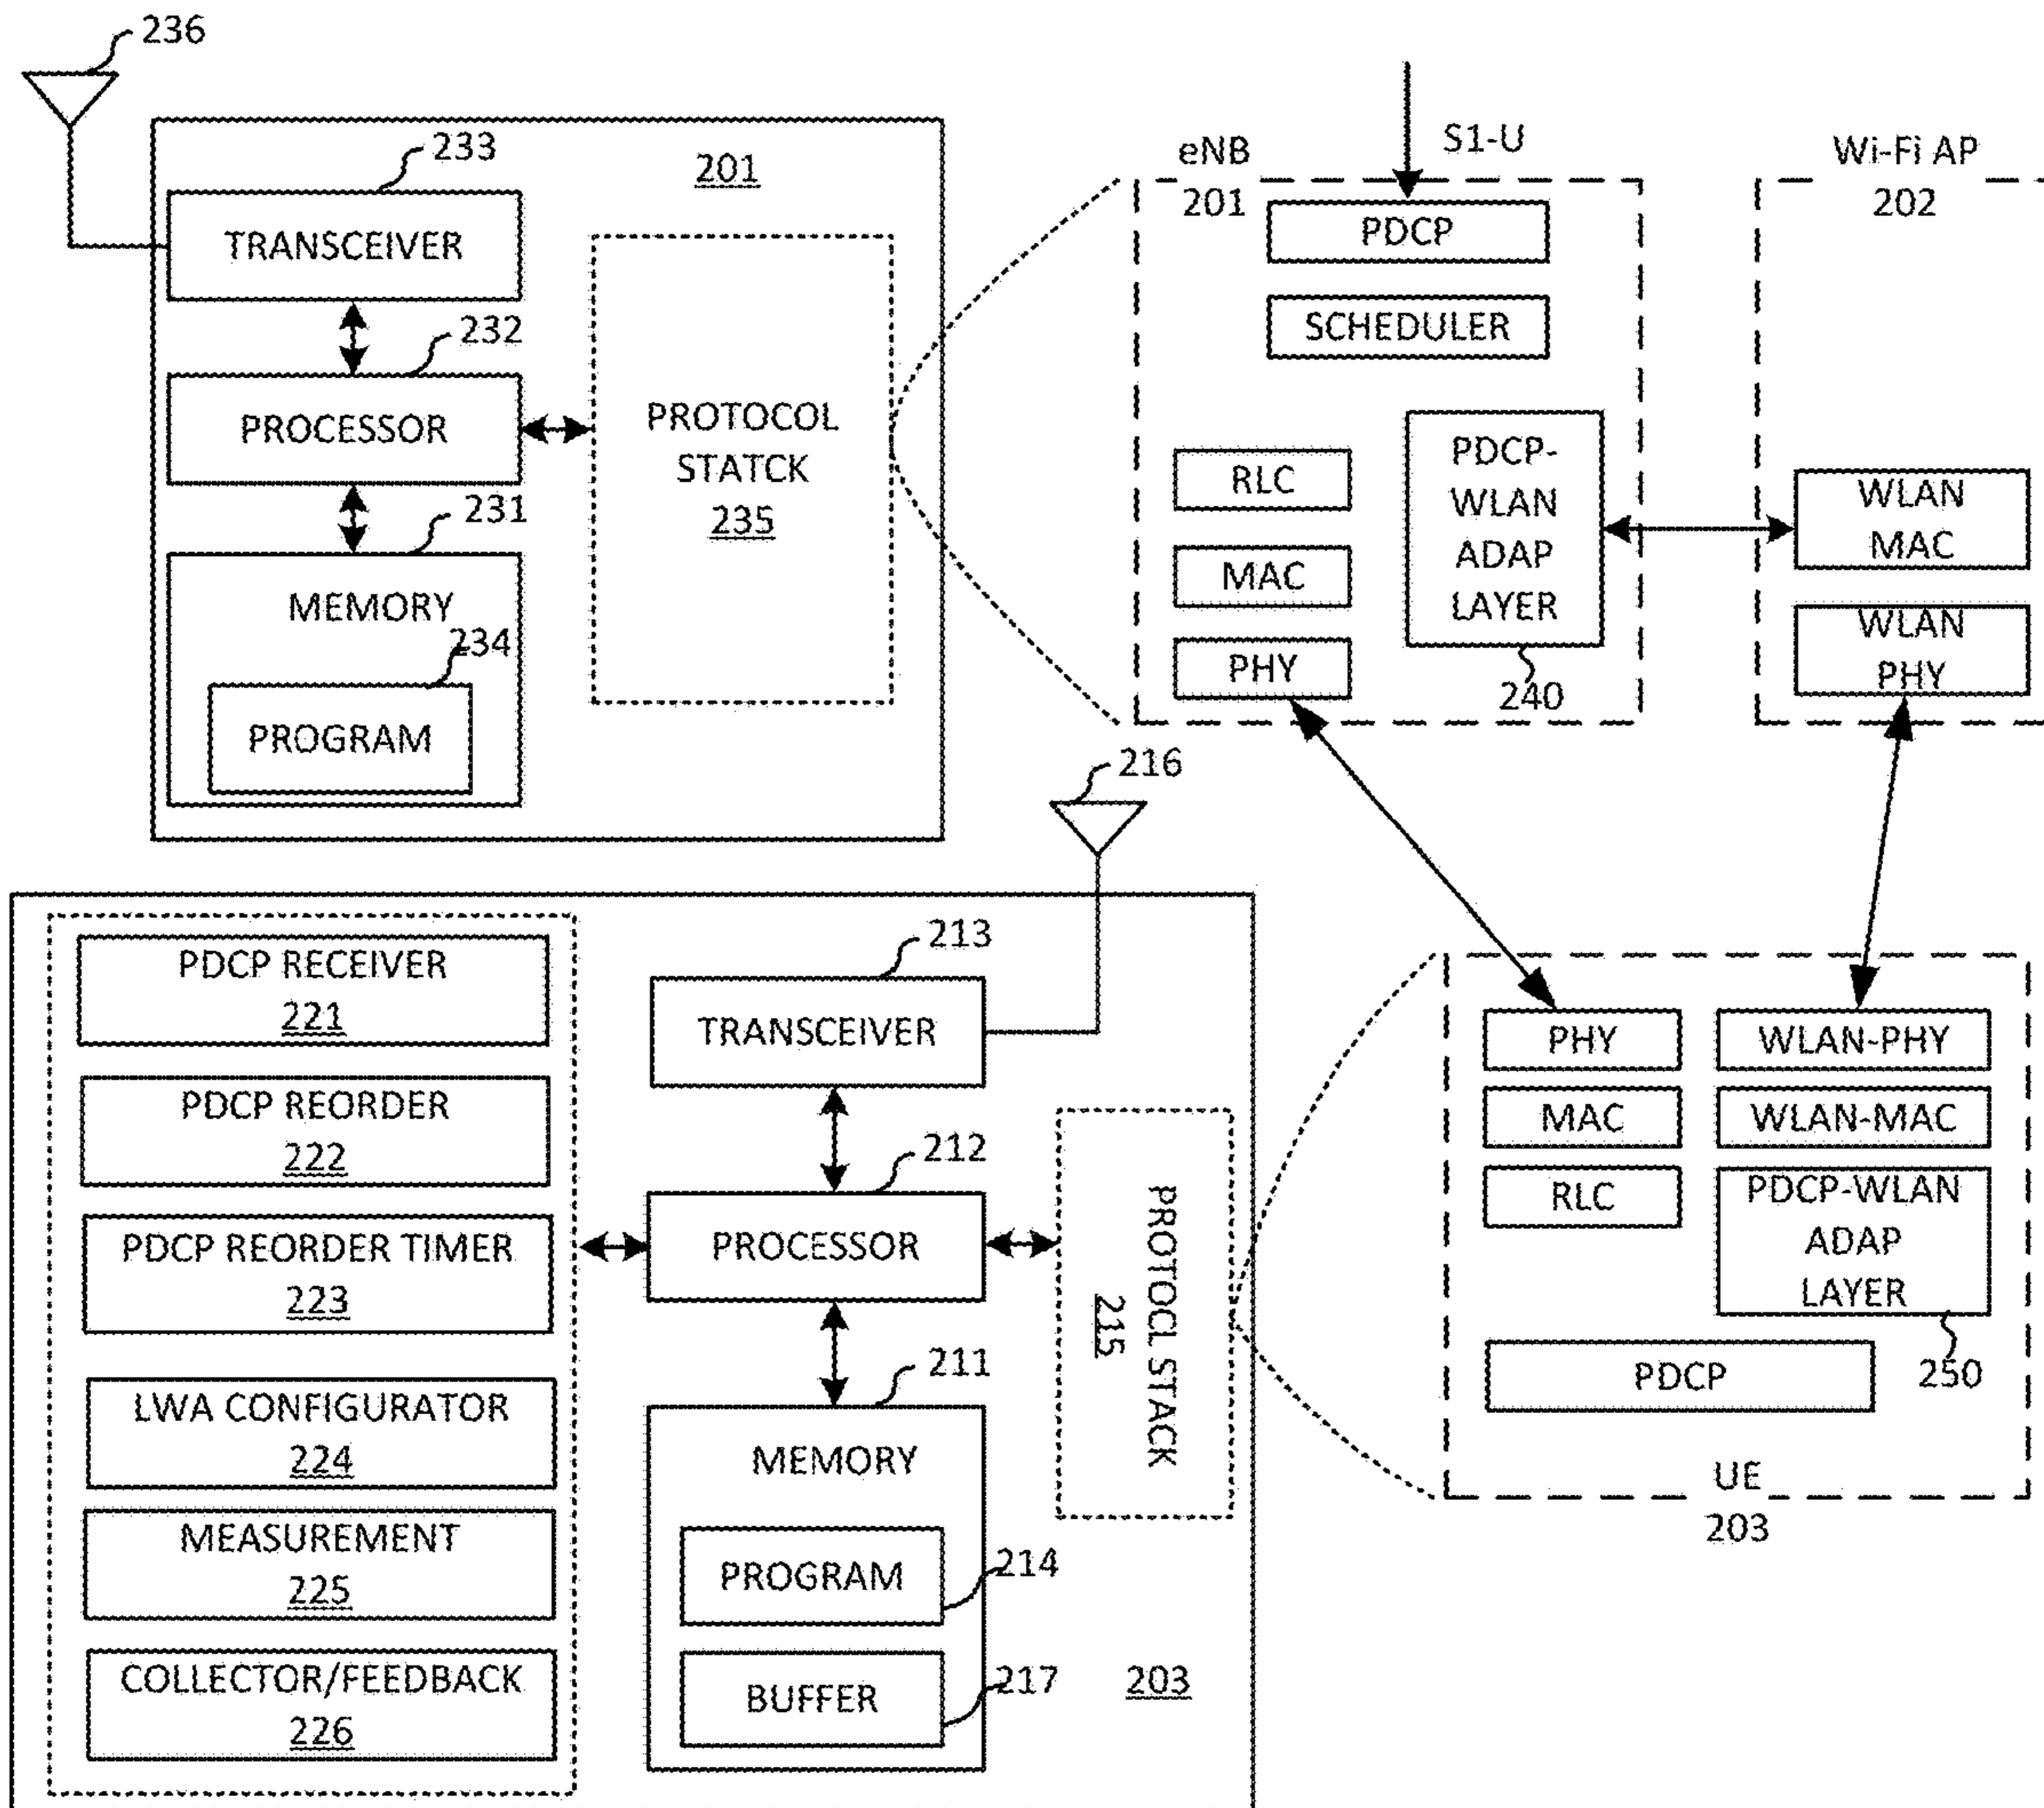 236
233
201
TRANSCEIVER
232
PROCESSOR
231
MEMORY
234
PROGRAM
PROTOCOL
STATCK
235
S1-U
eNB
201
PDCP
SCHEDULER
RLC
MAC
PHY
PDCP-
WLAN
ADAP
LAYER
240
Wi-Fi AP
202
WLAN
MAC
WLAN
PHY
216
PDCP RECEIVER
221
PDCP REORDER
222
PDCP REORDER TIMER
223
LWA CONFIGURATOR
224
MEASUREMENT
225
COLLECTOR/FEEDBACK
226
213
TRANSCEIVER
212
PROCESSOR
211
MEMORY
PROGRAM
214
BUFFER
217
203
PROTOCL STACK
215
PHY
MAC
RLC
WLAN-PHY
WLAN-MAC
PDCP-WLAN
ADAP
LAYER
250
PDCP
UE
203